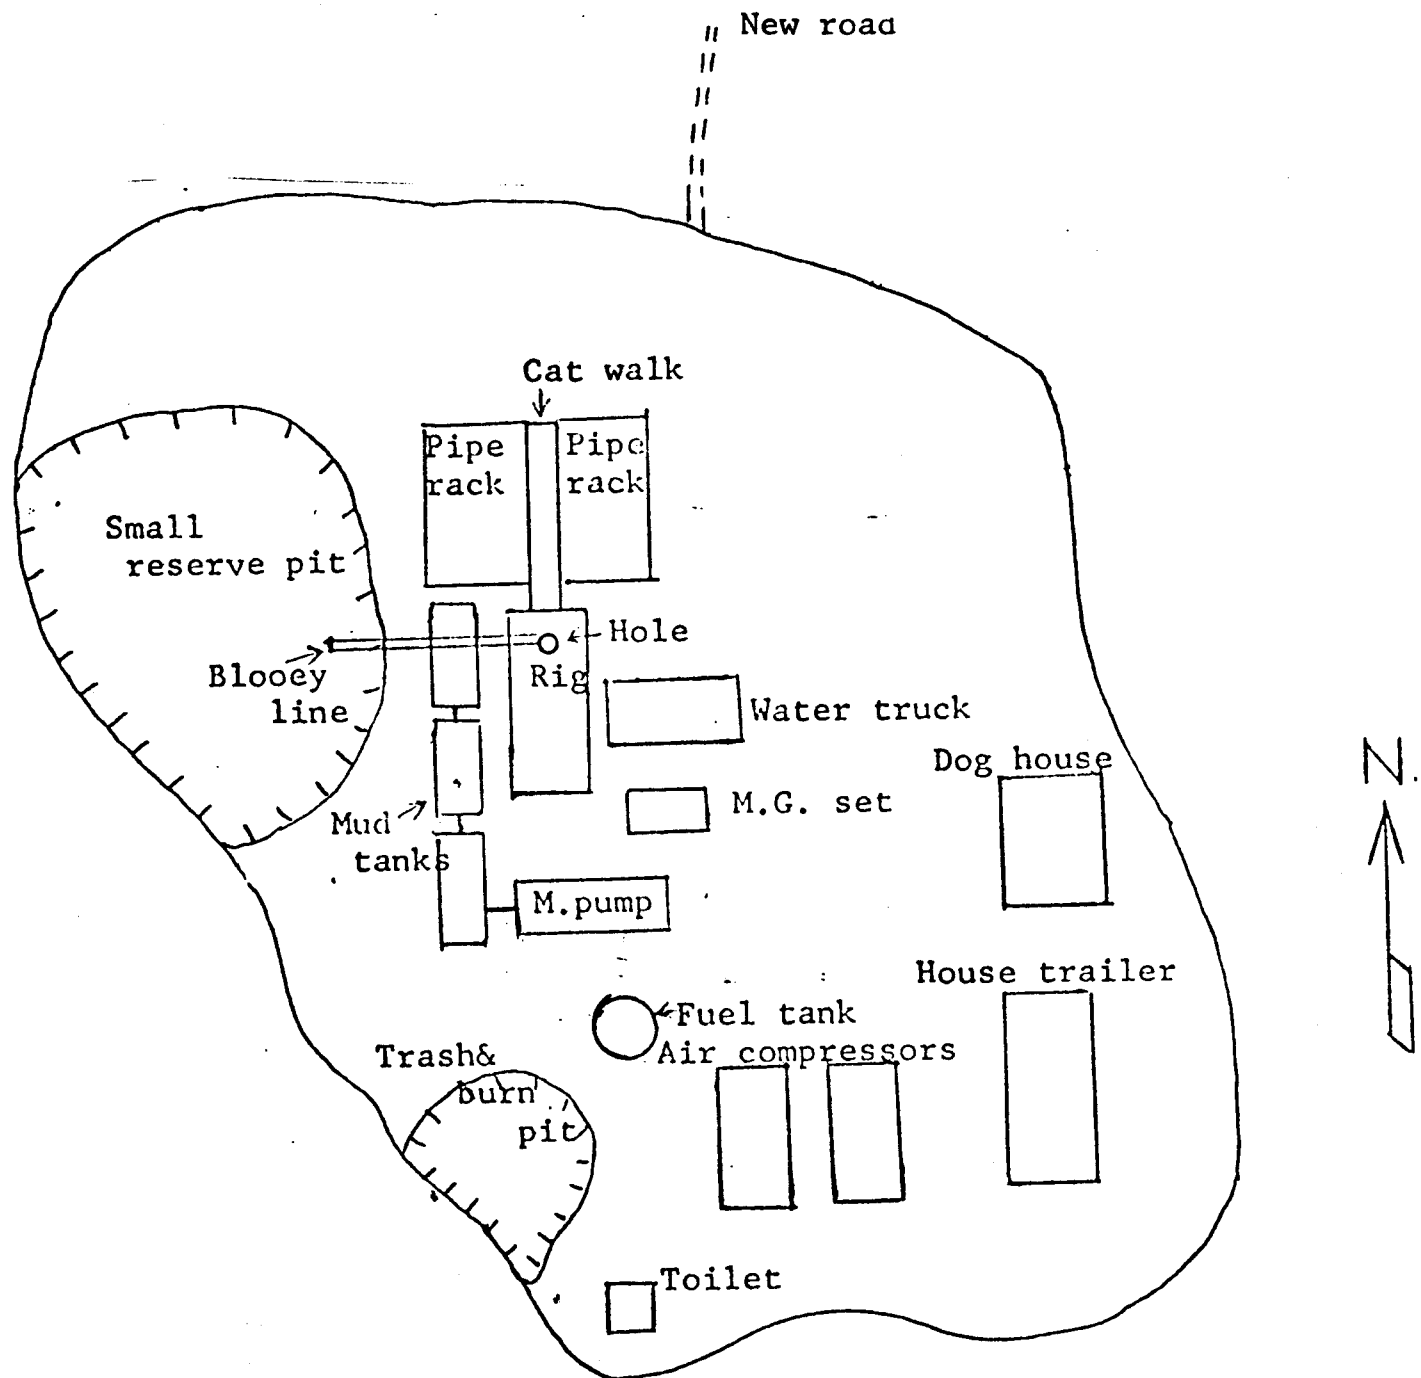 New road
Cat walk
Pipe
rack
Pipe
rack
Small
reserve pit
Hole
Rig
Blooey
line
Water truck
Dog house
N.
M.G. set
Mud
tanks
M.pump
House trailer
Fuel tank
Air compressors
Trash&
burn
pit
Toilet